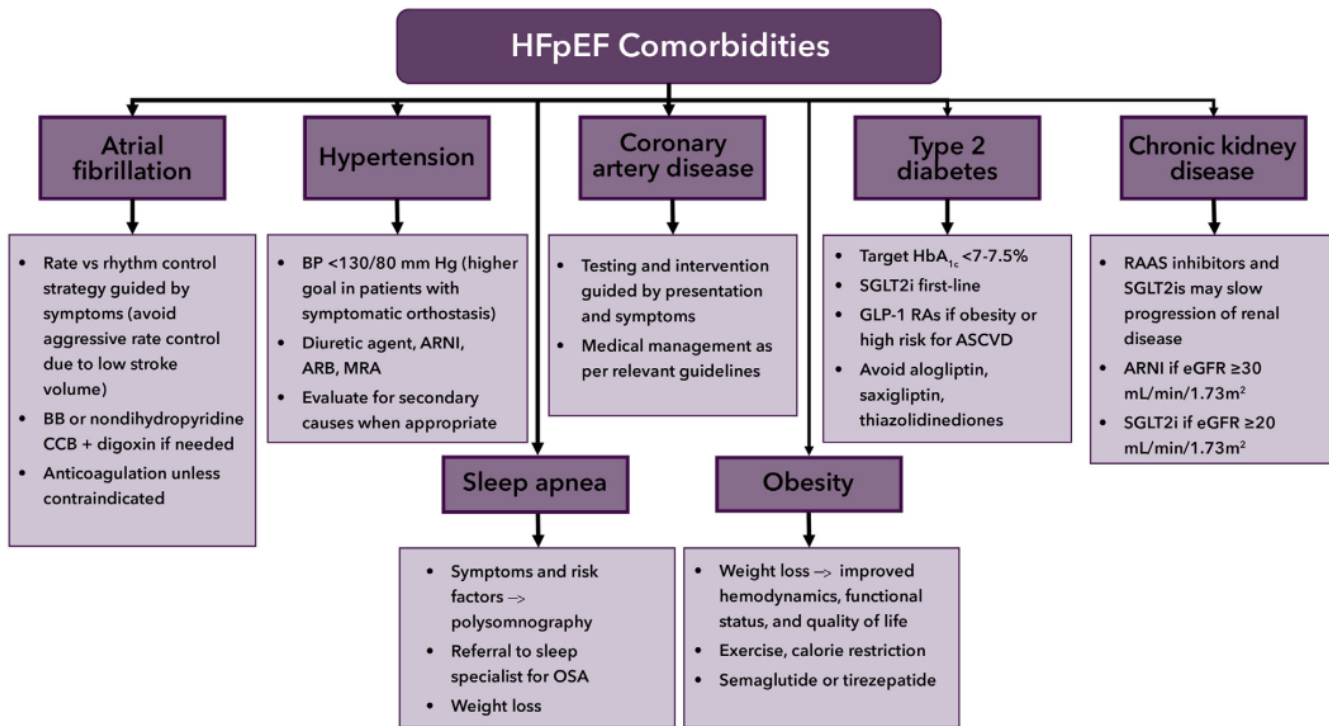 HFpEF Comorbidities
Atrial
fibrillation
• Rate vs rhythm control
strategy guided by
symptoms (avoid
aggressive rate control
due to low stroke
volume)
• BB or nondihydropyridine
CCB + digoxin if needed
• Anticoagulation unless
contraindicated
Hypertension
• BP <130/80 mm Hg (higher
goal in patients with
symptomatic orthostasis)
• Diuretic agent, ARNI,
ARB, MRA
• Evaluate for secondary
causes when appropriate
Coronary
artery disease
• Testing and intervention
guided by presentation
and symptoms
• Medical management as
per relevant guidelines
Type 2
diabetes
• Target HbA1c <7-7.5%
• SGLT2i first-line
• GLP-1 RAs if obesity or
high risk for ASCVD
• Avoid alogliptin,
saxigliptin,
thiazolidinediones
Chronic kidney
disease
• RAAS inhibitors and
SGLT2is may slow
progression of renal
disease
• ARNI if eGFR ≥30
mL/min/1.73m²
• SGLT2i if eGFR ≥20
mL/min/1.73m²
Sleep apnea
• Symptoms and risk
factors –>
polysomnography
• Referral to sleep
specialist for OSA
• Weight loss
Obesity
• Weight loss –> improved
hemodynamics, functional
status, and quality of life
• Exercise, calorie restriction
• Semaglutide or tirzepatide